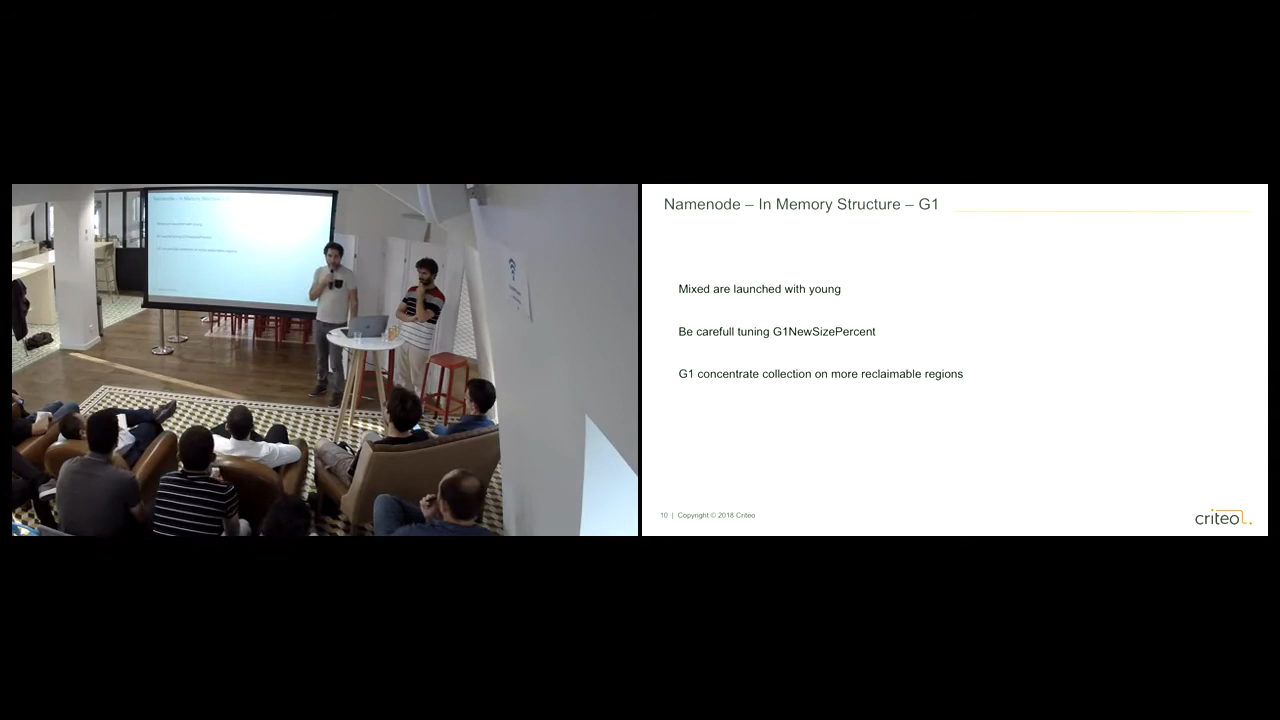 Namenode – In Memory Structure – G1
Mixed are launched with young
Be carefull tuning G1NewSizePercent
G1 concentrate collection on more reclaimable regions
10 | Copyright © 2018 Criteo
criteo